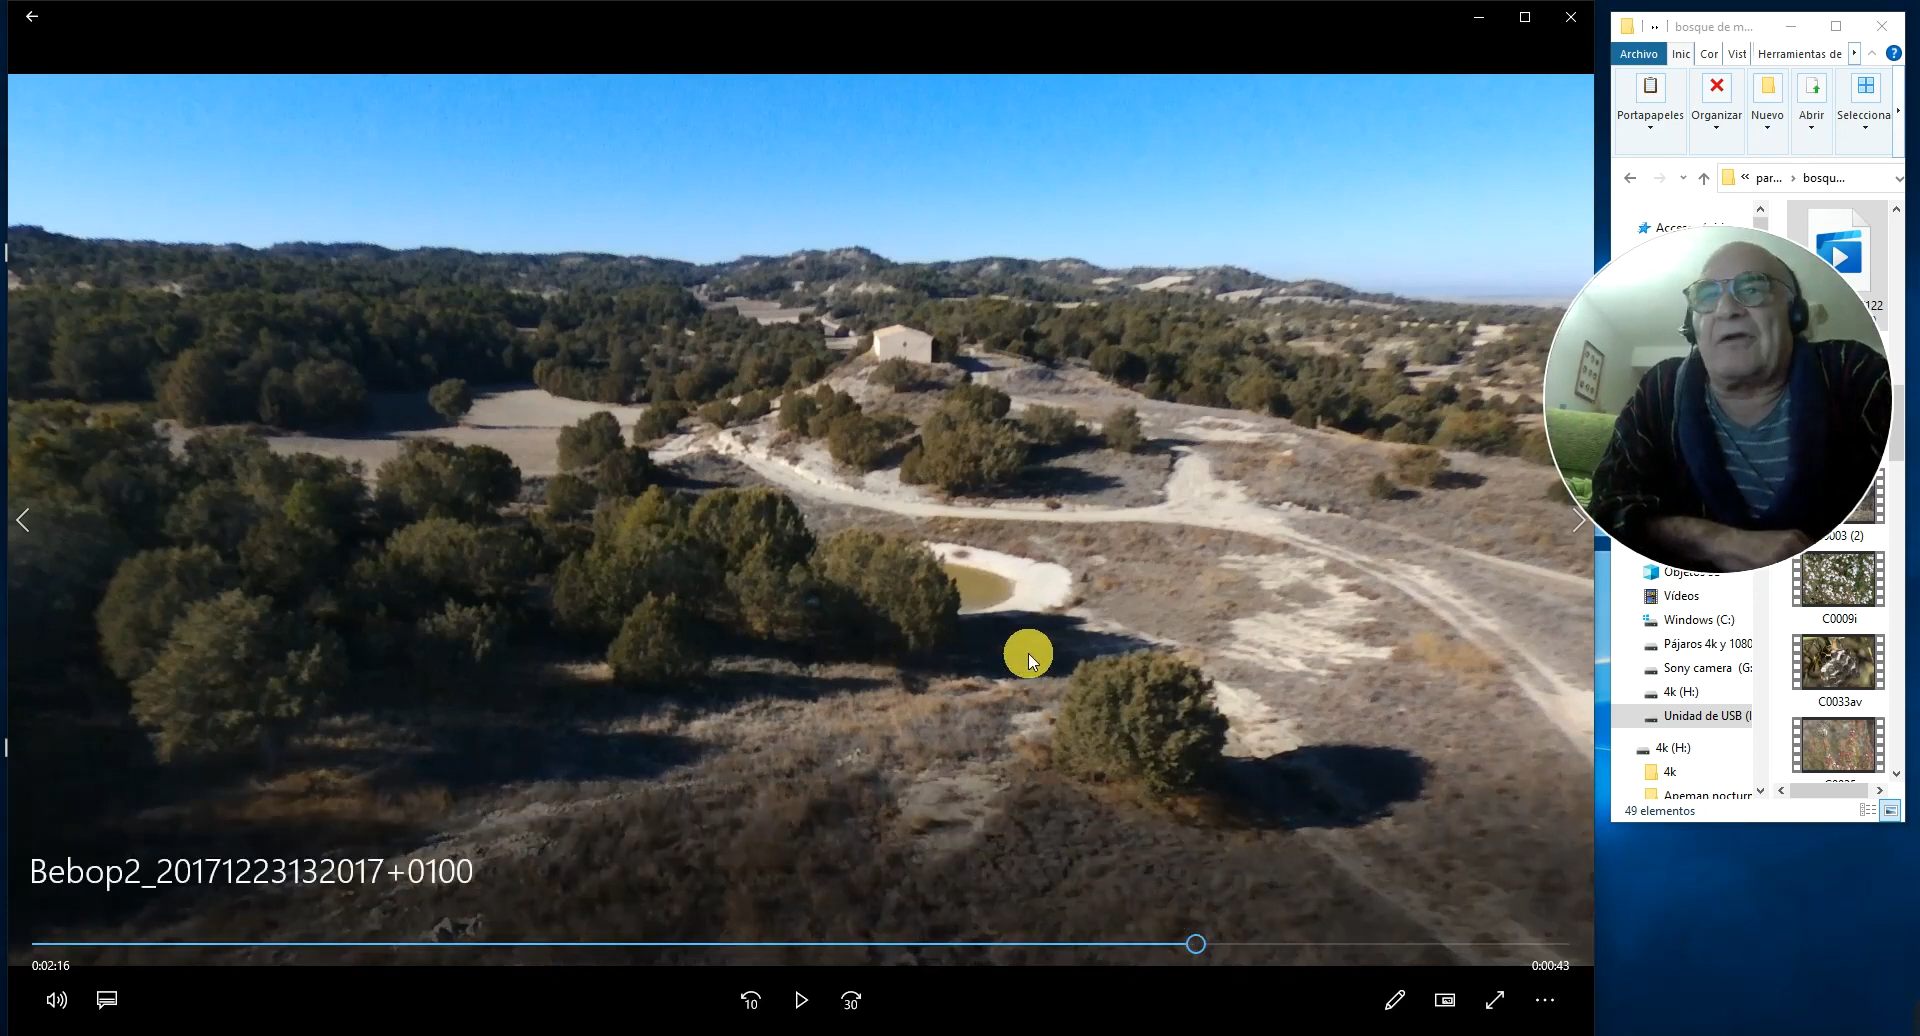 bosque de m...
Archivo Inic Cor Vist Herramientas de
Portapapeles Organizar Nuevo Abrir Selecciona
« par... › bosqu...
122
003 (2)
Vídeos
C0009i
Windows (C:)
Pájaros 4k y 1080
Sony camera (G:
C0033av
4k (H:)
Unidad de USB (I
4k (H:)
4k
Apeman nocturr
49 elementos
Bebop2_20171223132017+0100
0:02:16 0:00:43
10 30